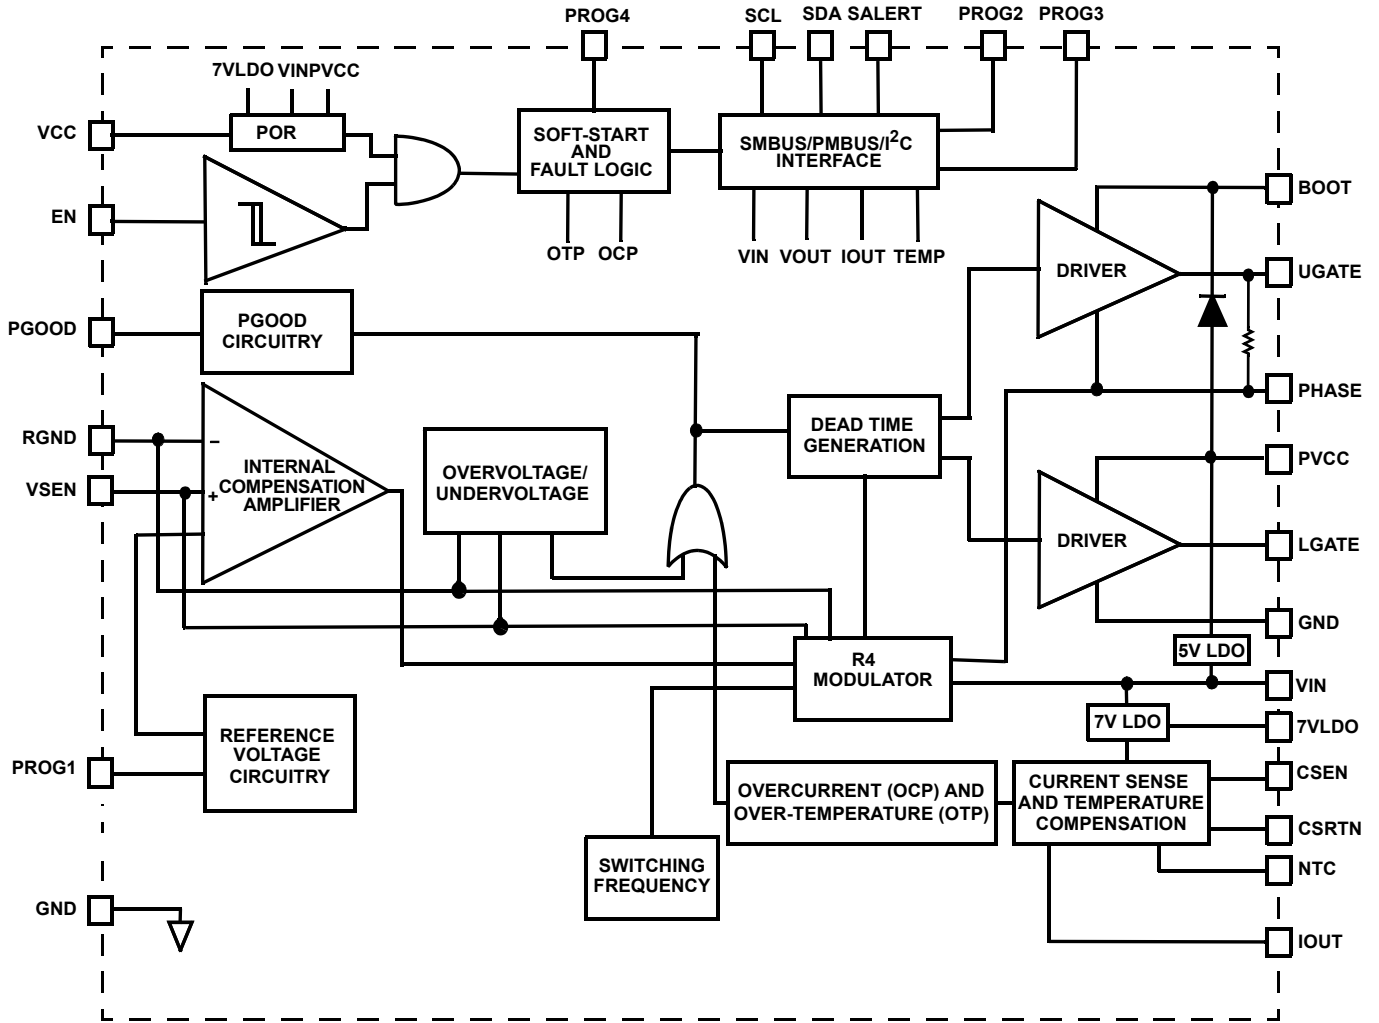 PROG4
SCL
SDA SALERT
PROG2
PROG3
7VLDO VINPVCC
VCC
POR
SOFT-START
AND
FAULT LOGIC
SMBUS/PMBUS/I²C
INTERFACE
EN
OTP
OCP
VIN
VOUT
IOUT
TEMP
BOOT
DRIVER
UGATE
PGOOD
PGOOD
CIRCUITRY
PHASE
RGND
−
INTERNAL
COMPENSATION
AMPLIFIER
VSEN
+
OVERVOLTAGE/
UNDERVOLTAGE
DEAD TIME
GENERATION
PVCC
DRIVER
LGATE
GND
R4
MODULATOR
5V LDO
VIN
7V LDO
7VLDO
REFERENCE
VOLTAGE
CIRCUITRY
PROG1
OVERCURRENT (OCP) AND
OVER-TEMPERATURE (OTP)
CURRENT SENSE
AND TEMPERATURE
COMPENSATION
CSEN
CSRTN
SWITCHING
FREQUENCY
NTC
GND
IOUT